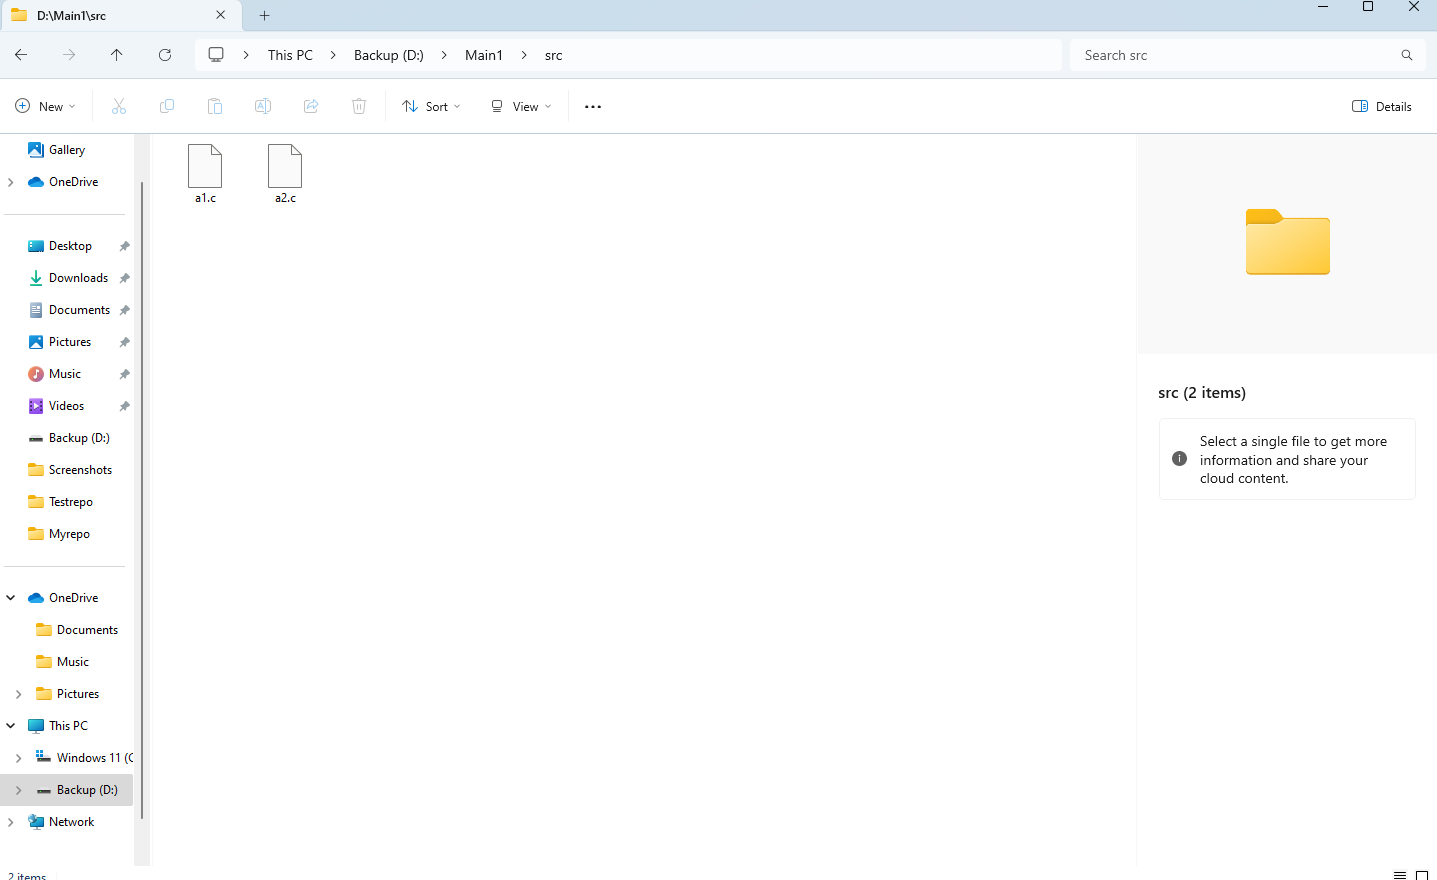 D:\Main1\src
This PC
Backup (D:)
Main1
src
Search src
New
Sort
View
Details
Gallery
OneDrive
Desktop
Downloads
Documents
Pictures
Music
Videos
Backup (D:)
Screenshots
Testrepo
Myrepo
OneDrive
Documents
Music
Pictures
This PC
Windows 11 (C
Backup (D:)
Network
a1.c
a2.c
src (2 items)
Select a single file to get more
information and share your
cloud content.
2 items